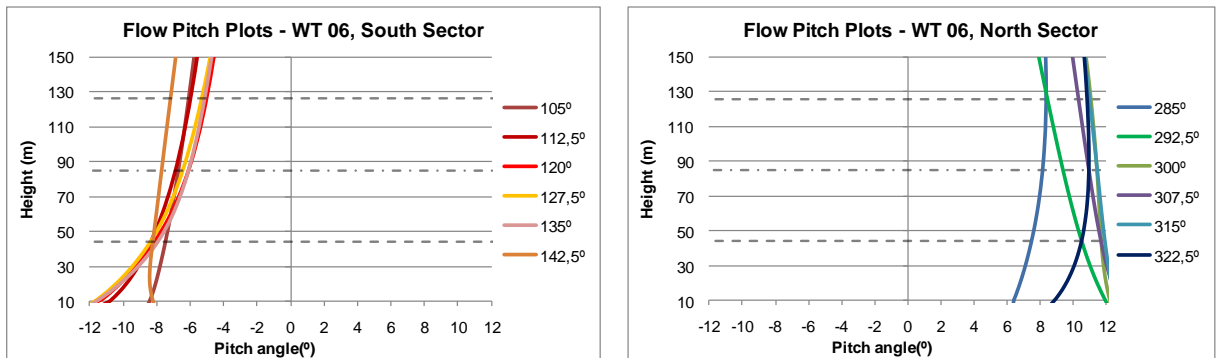 Flow Pitch Plots - WT 06, South Sector
Height (m)
150
130
110
90
70
50
30
10
-12 -10 -8 -6 -4 -2 0 2 4 6 8 10 12
Pitch angle(º)
105º
112,5º
120º
127,5º
135º
142,5º
Flow Pitch Plots - WT 06, North Sector
Height (m)
150
130
110
90
70
50
30
10
-12 -10 -8 -6 -4 -2 0 2 4 6 8 10 12
Pitch angle(º)
285º
292,5º
300º
307,5º
315º
322,5º